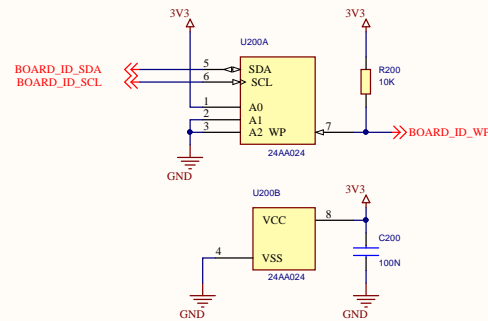 3V3
3V3
U200A
BOARD_ID_SDA
5
SDA
R200
BOARD_ID_SCL
6
SCL
10K
1
A0
2
A1
3
A2
WP
7
BOARD_ID_WP
24AA024
GND
3V3
U200B
VCC
8
C200
4
VSS
100N
24AA024
GND
GND